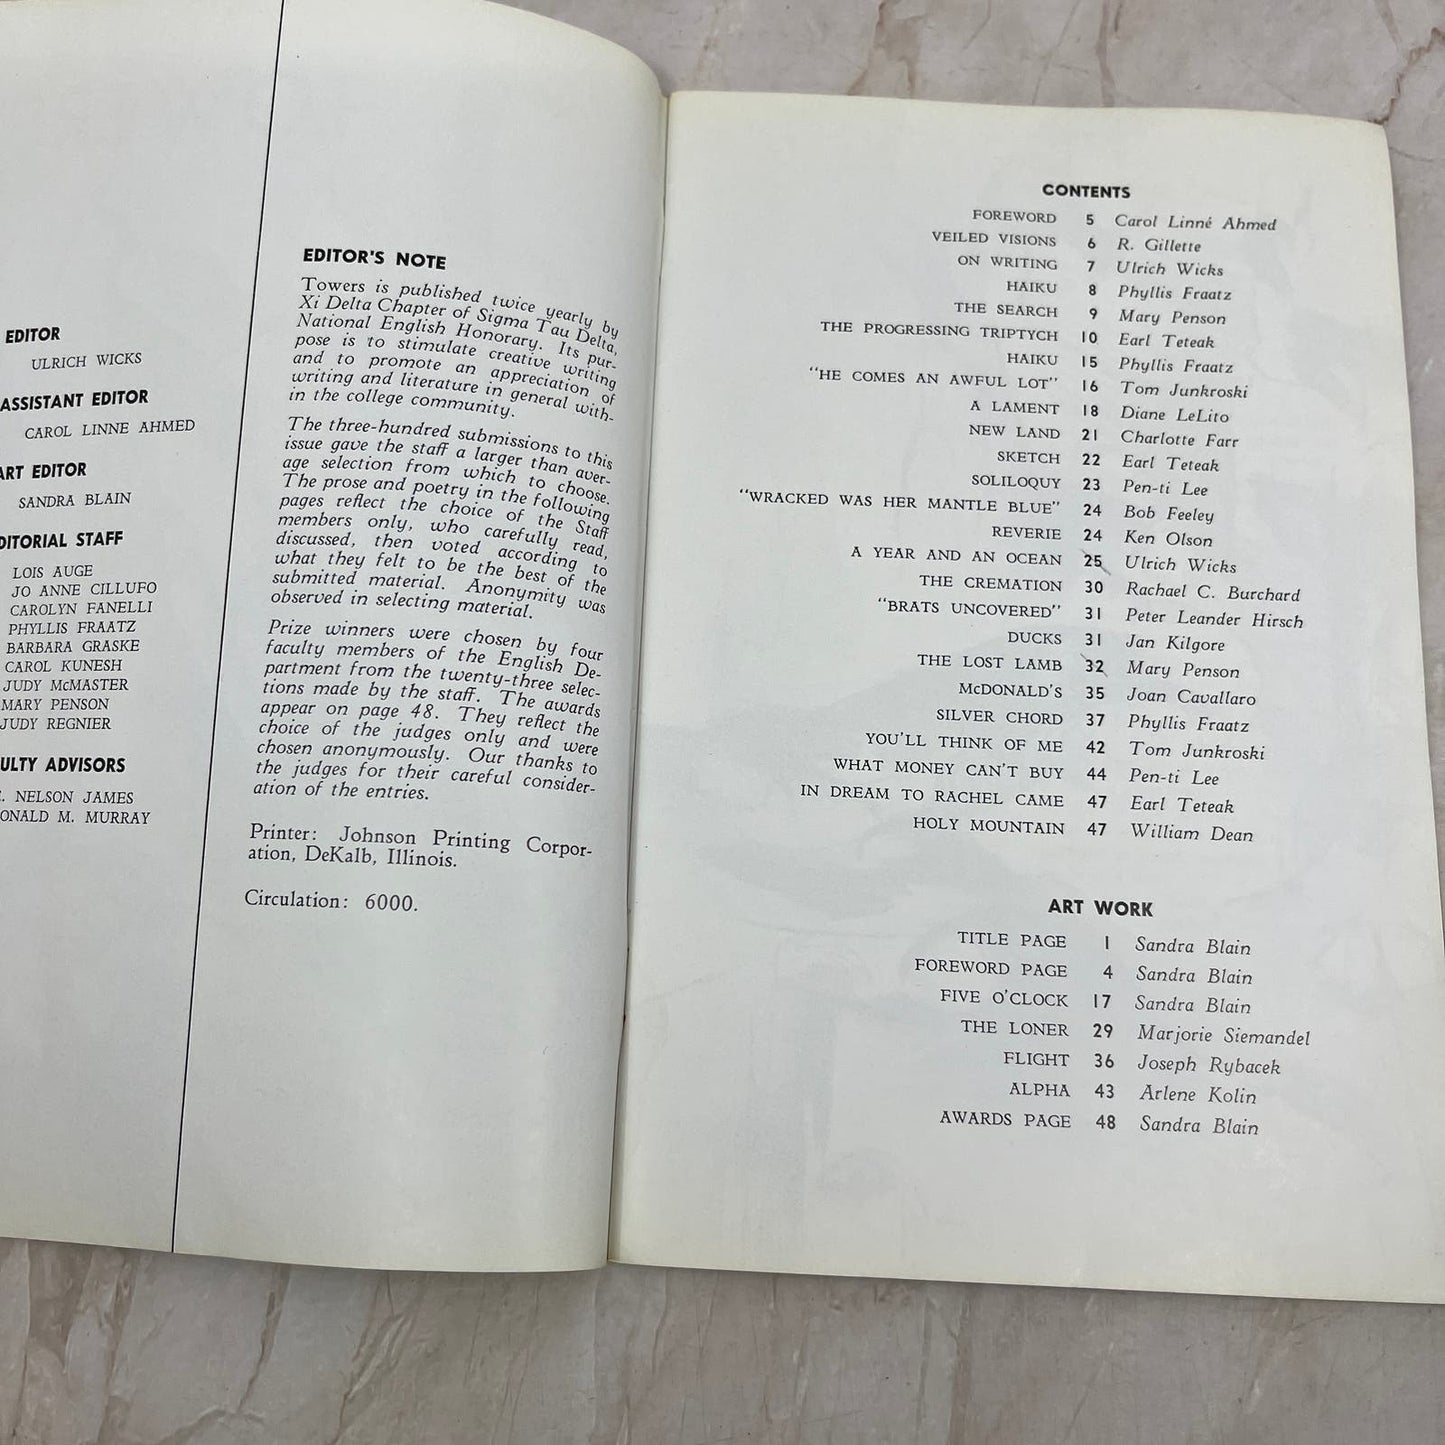 EDITOR
ULRICH WICKS
ASSISTANT EDITOR
CAROL LINNE AHMED
ART EDITOR
SANDRA BLAIN
DITORIAL STAFF
LOIS AUGE
JO ANNE CILLUFO
CAROLYN FANELLI
PHYLLIS FRAATZ
BARBARA GRASKE
CAROL KUNESH
JUDY McMASTER
MARY PENSON
JUDY REGNIER
ULTY ADVISORS
. NELSON JAMES
ONALD M. MURRAY
EDITOR'S NOTE
Towers is published twice yearly by
Xi Delta Chapter of Sigma Tau Delta,
National English Honorary. Its pur-
pose is to stimulate creative writing
and to promote an appreciation of
writing and literature in general with-
in the college community.
The three-hundred submissions to this
issue gave the staff a larger than aver-
age selection from which to choose.
The prose and poetry in the following
pages reflect the choice of the Staff
members only, who carefully read,
discussed, then voted according to
what they felt to be the best of the
submitted material. Anonymity was
observed in selecting material.
Prize winners were chosen by four
faculty members of the English De-
partment from the twenty-three selec-
tions made by the staff. The awards
appear on page 48. They reflect the
choice of the judges only and were
chosen anonymously. Our thanks to
the judges for their careful consider-
ation of the entries.
Printer: Johnson Printing Corpor-
ation, DeKalb, Illinois.
Circulation: 6000.
CONTENTS
FOREWORD 5 Carol Linné Ahmed
VEILED VISIONS 6 R. Gillette
ON WRITING 7 Ulrich Wicks
HAIKU 8 Phyllis Fraatz
THE SEARCH 9 Mary Penson
THE PROGRESSING TRIPTYCH 10 Earl Teteak
HAIKU 15 Phyllis Fraatz
"HE COMES AN AWFUL LOT" 16 Tom Junkroski
A LAMENT 18 Diane LeLito
NEW LAND 21 Charlotte Farr
SKETCH 22 Earl Teteak
SOLILOQUY 23 Pen-ti Lee
"WRACKED WAS HER MANTLE BLUE" 24 Bob Feeley
REVERIE 24 Ken Olson
A YEAR AND AN OCEAN 25 Ulrich Wicks
THE CREMATION 30 Rachael C. Burchard
"BRATS UNCOVERED" 31 Peter Leander Hirsch
DUCKS 31 Jan Kilgore
THE LOST LAMB 32 Mary Penson
McDONALD'S 35 Joan Cavallaro
SILVER CHORD 37 Phyllis Fraatz
YOU'LL THINK OF ME 42 Tom Junkroski
WHAT MONEY CAN'T BUY 44 Pen-ti Lee
IN DREAM TO RACHEL CAME 47 Earl Teteak
HOLY MOUNTAIN 47 William Dean
ART WORK
TITLE PAGE 1 Sandra Blain
FOREWORD PAGE 4 Sandra Blain
FIVE O'CLOCK 17 Sandra Blain
THE LONER 29 Marjorie Siemandel
FLIGHT 36 Joseph Rybacek
ALPHA 43 Arlene Kolin
AWARDS PAGE 48 Sandra Blain